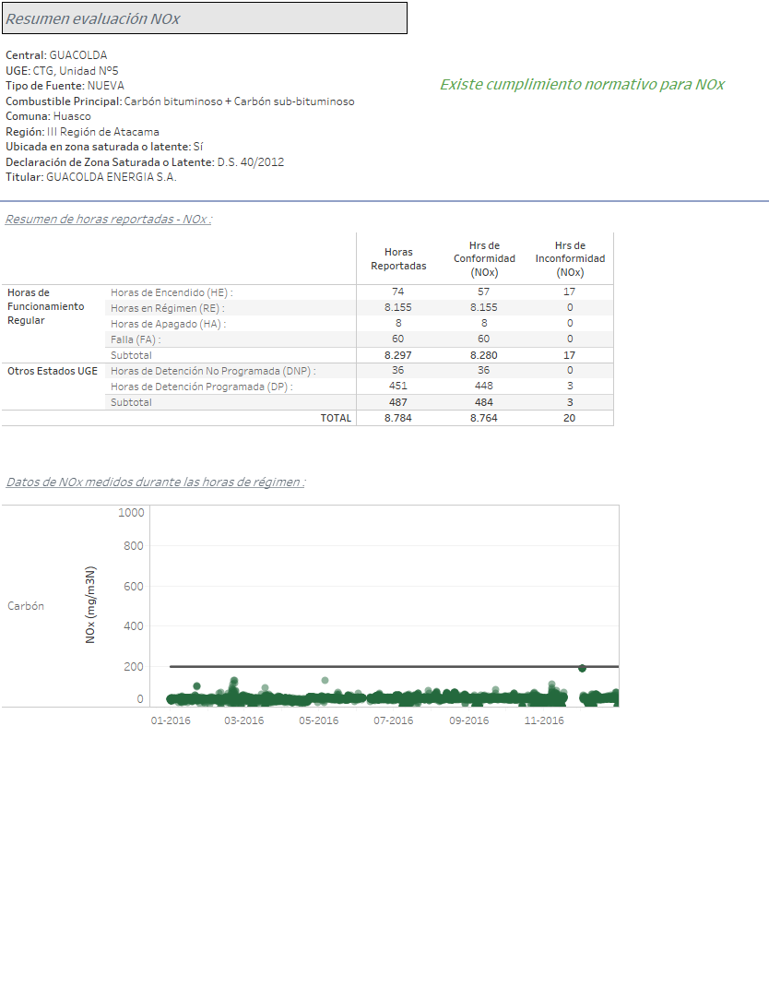 Resumen evaluación NOx
Central: GUACOLDA
UGE: CTG, Unidad Nº5
Tipo de Fuente: NUEVA
Combustible Principal: Carbón bituminoso + Carbón sub-bituminoso
Comuna: Huasco
Región: III Región de Atacama
Ubicada en zona saturada o latente: Sí
Declaración de Zona Saturada o Latente: D.S. 40/2012
Titular: GUACOLDA ENERGIA S.A.
Existe cumplimiento normativo para NOx
Resumen de horas reportadas - NOx :
Horas Reportadas Hrs de Conformidad (NOx) Hrs de Inconformidad (NOx)
Horas de Funcionamiento Regular
Horas de Encendido (HE) : 74 57 17
Horas en Régimen (RE) : 8.155 8.155 0
Horas de Apagado (HA) : 8 8 0
Falla (FA) : 60 60 0
Subtotal 8.297 8.280 17
Otros Estados UGE Horas de Detención No Programada (DNP) : 36 36 0
Horas de Detención Programada (DP) : 451 448 3
Subtotal 487 484 3
TOTAL 8.784 8.764 20
Datos de NOx medidos durante las horas de régimen :
Carbón
NOx (mg/m3N)
1000
800
600
400
200
0
01-2016 03-2016 05-2016 07-2016 09-2016 11-2016